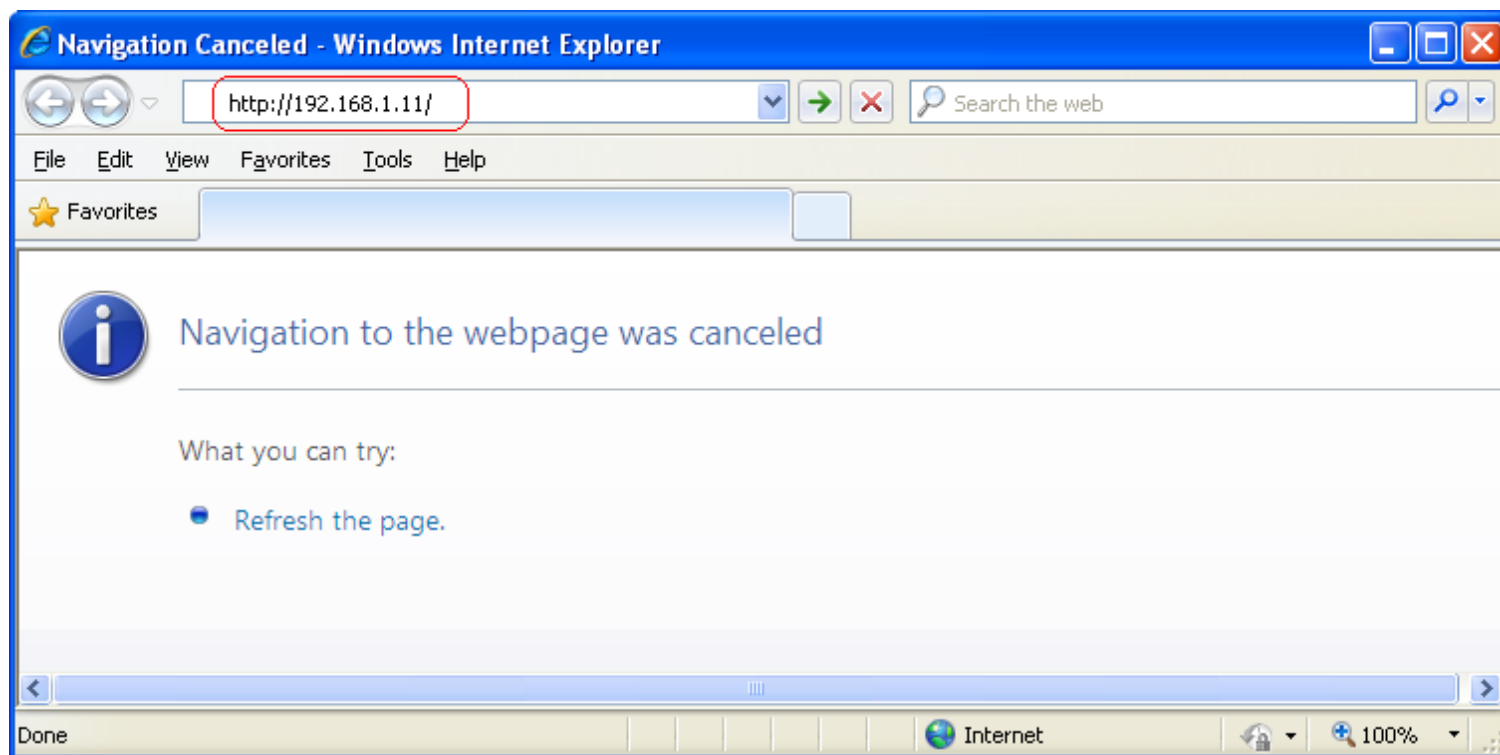 Navigation Canceled - Windows Internet Explorer
http://192.168.1.11/ Search the web
File Edit View Favorites Tools Help
Favorites
Navigation to the webpage was canceled
What you can try:
Refresh the page.
Done Internet 100%